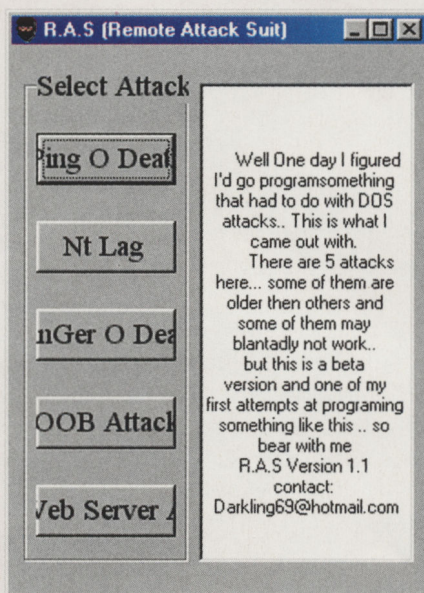 R.A.S (Remote Attack Suit)
Select Attack
Ping O Deat
Nt Lag
nGer O Dea
OOB Attack
Web Server A
Well One day I figured
I'd go programsomething
that had to do with DOS
attacks.. This is what I
came out with.
There are 5 attacks
here... some of them are
older then others and
some of them may
blantadly not work..
but this is a beta
version and one of my
first attempts at programing
something like this .. so
bear with me
R.A.S Version 1.1
contact:
Darkling69@hotmail.com